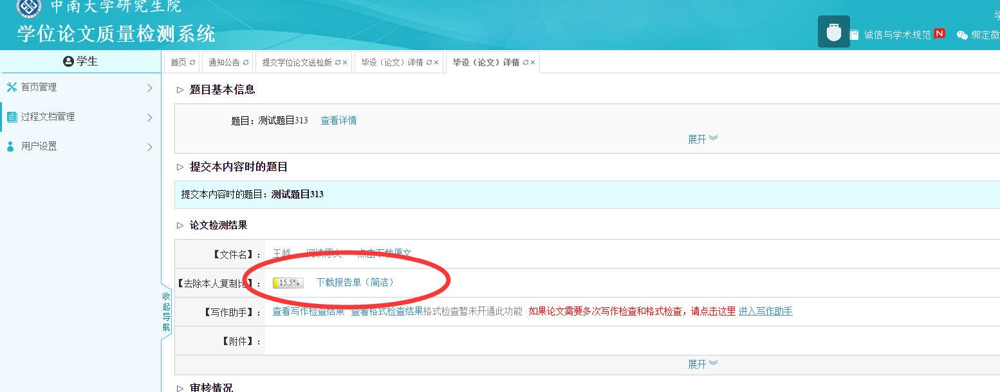 中南大学研究生院
学位论文质量检测系统
诚信与学术规范 N 绑定微
学生
首页 通知公告 提交学位论文送检版 毕设（论文）详情 毕设（论文）详情
首页管理
过程文档管理
用户设置
收起导航
题目基本信息
题目：测试题目313 查看详情
展开
提交本内容时的题目
提交本内容时的题目：测试题目313
论文检测结果
【文件名】： 王越 阅读原文 点击下载原文
【去除本人复制比】： 15.5% 下载报告单（简洁）
【写作助手】： 查看写作检查结果 查看格式检查结果格式检查暂未开通此功能 如果论文需要多次写作检查和格式检查，请点击这里 进入写作助手
【附件】：
展开
审核情况